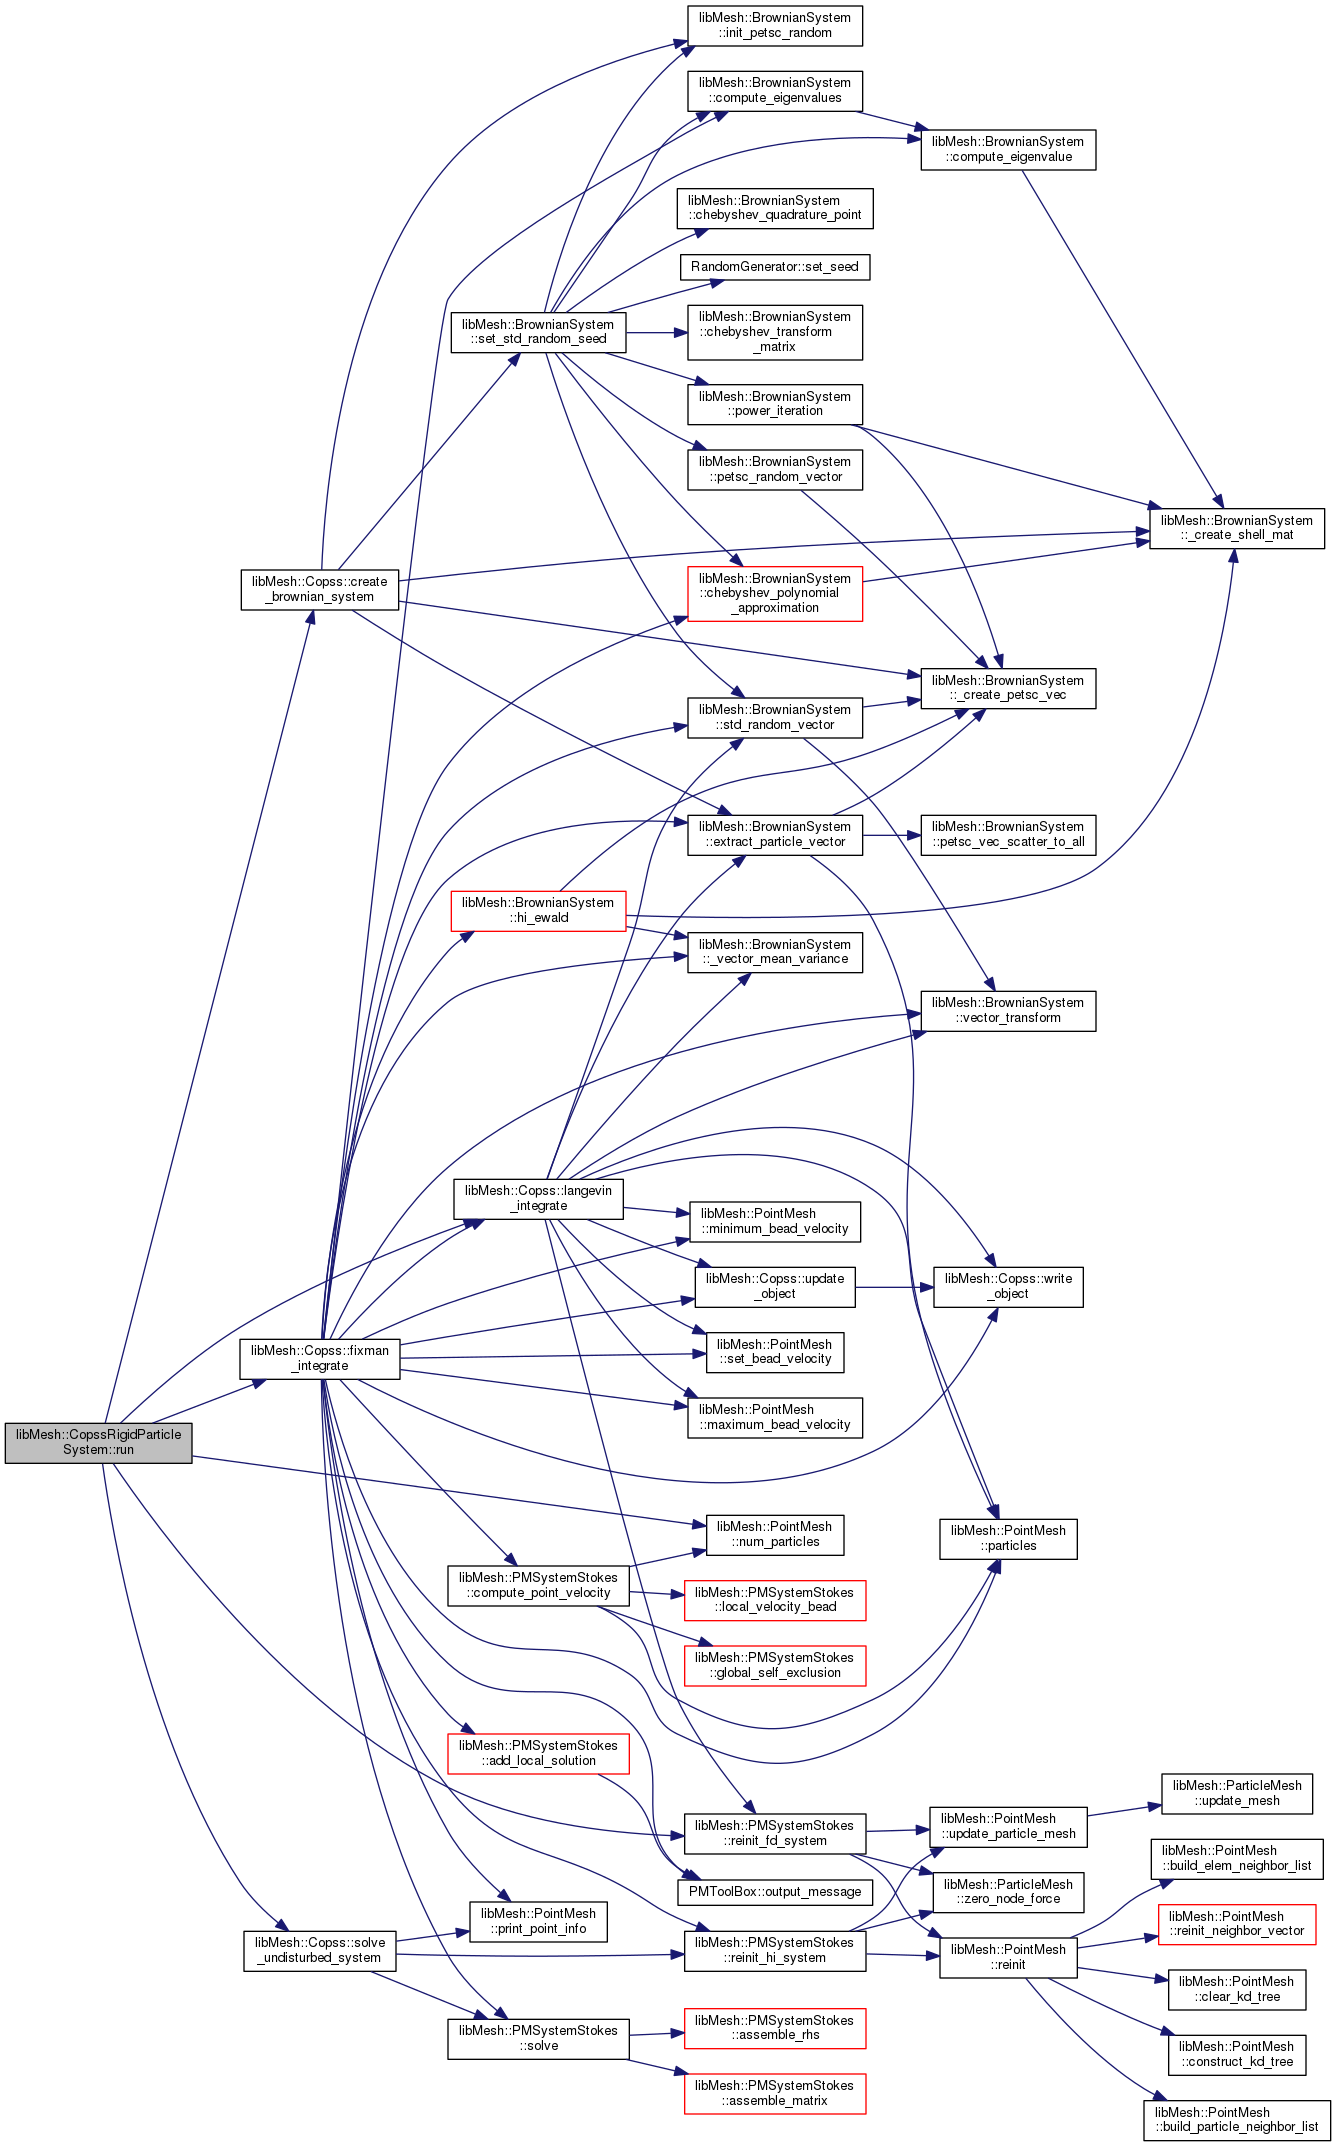 libMesh::BrownianSystem
::init_petsc_random
libMesh::BrownianSystem
::compute_eigenvalues
libMesh::BrownianSystem
::compute_eigenvalue
libMesh::BrownianSystem
::chebyshev_quadrature_point
RandomGenerator::set_seed
libMesh::BrownianSystem
::set_std_random_seed
libMesh::BrownianSystem
::chebyshev_transform
_matrix
libMesh::BrownianSystem
::power_iteration
libMesh::BrownianSystem
::petsc_random_vector
libMesh::BrownianSystem
::_create_shell_mat
libMesh::Copss::create
_brownian_system
libMesh::BrownianSystem
::chebyshev_polynomial
_approximation
libMesh::BrownianSystem
::_create_petsc_vec
libMesh::BrownianSystem
::std_random_vector
libMesh::BrownianSystem
::extract_particle_vector
libMesh::BrownianSystem
::petsc_vec_scatter_to_all
libMesh::BrownianSystem
::hi_ewald
libMesh::BrownianSystem
::_vector_mean_variance
libMesh::BrownianSystem
::vector_transform
libMesh::Copss::langevin
_integrate
libMesh::PointMesh
::minimum_bead_velocity
libMesh::Copss::update
_object
libMesh::Copss::write
_object
libMesh::Copss::fixman
_integrate
libMesh::PointMesh
::set_bead_velocity
libMesh::PointMesh
::maximum_bead_velocity
libMesh::CopssRigidParticle
System::run
libMesh::PointMesh
::num_particles
libMesh::PointMesh
::particles
libMesh::PMSystemStokes
::compute_point_velocity
libMesh::PMSystemStokes
::local_velocity_bead
libMesh::PMSystemStokes
::global_self_exclusion
libMesh::PMSystemStokes
::add_local_solution
libMesh::ParticleMesh
::update_mesh
libMesh::PMSystemStokes
::reinit_fd_system
libMesh::PointMesh
::update_particle_mesh
libMesh::PointMesh
::build_elem_neighbor_list
PMToolBox::output_message
libMesh::ParticleMesh
::zero_node_force
libMesh::PointMesh
::print_point_info
libMesh::PointMesh
::reinit_neighbor_vector
libMesh::Copss::solve
_undisturbed_system
libMesh::PMSystemStokes
::reinit_hi_system
libMesh::PointMesh
::reinit
libMesh::PointMesh
::clear_kd_tree
libMesh::PMSystemStokes
::solve
libMesh::PMSystemStokes
::assemble_rhs
libMesh::PointMesh
::construct_kd_tree
libMesh::PMSystemStokes
::assemble_matrix
libMesh::PointMesh
::build_particle_neighbor_list